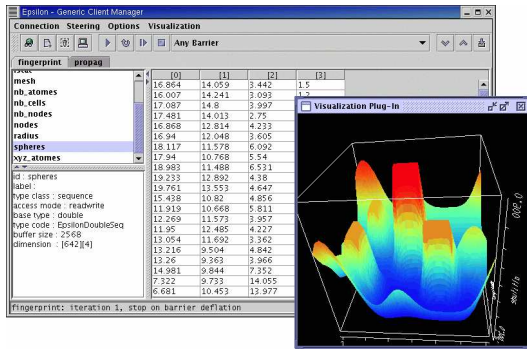 Epsilon - Generic Client Manager
Connection Steering Options Visualization
Any Barrier
fingerprint propag
mesh
nb_atomes
nb_cells
nb_nodes
nodes
radius
spheres
xyz_atomes
id : spheres
label :
type class : sequence
access mode : readwrite
base type : double
type code : EpsilonDoubleSeq
buffer size : 2568
dimension : [642][4]
[0] [1] [2] [3]
16.864 14.059 3.442 1.5
16.007 14.241 3.093 1.2
17.087 14.8 3.997
17.481 14.013 2.75
16.868 12.814 4.233
16.94 12.048 3.605
18.117 11.578 6.092
17.94 10.768 5.54
18.983 11.488 6.531
19.233 12.892 4.38
19.761 13.553 4.647
15.438 10.82 4.856
11.919 10.668 5.811
12.269 11.573 3.957
11.95 12.485 4.227
13.054 11.692 3.362
13.216 9.504 4.842
13.26 9.363 3.966
14.981 9.844 7.352
7.322 9.733 14.055
6.681 10.453 13.977
fingerprint: iteration 1, stop on barrier deflation
Visualization Plug-In